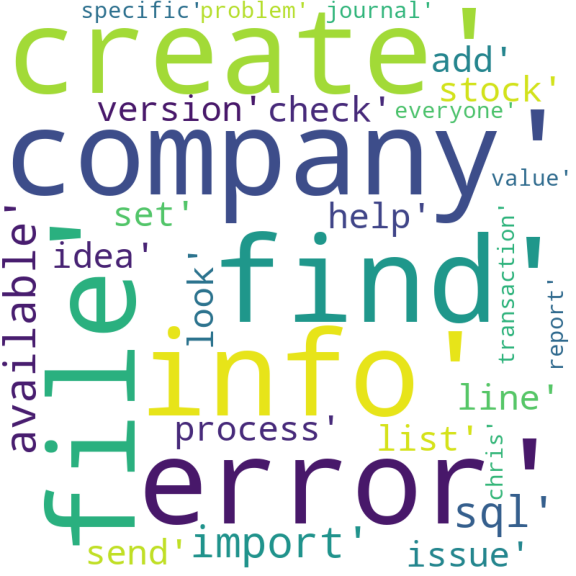 specific'
problem'
journal'
create'
add'
stock'
version'
check'
everyone'
company'
value'
set'
help'
available'
idea'
look'
find'
transaction'
report'
file'
info'
line'
process'
list'
chris'
error'
sql'
send'
import'
issue'